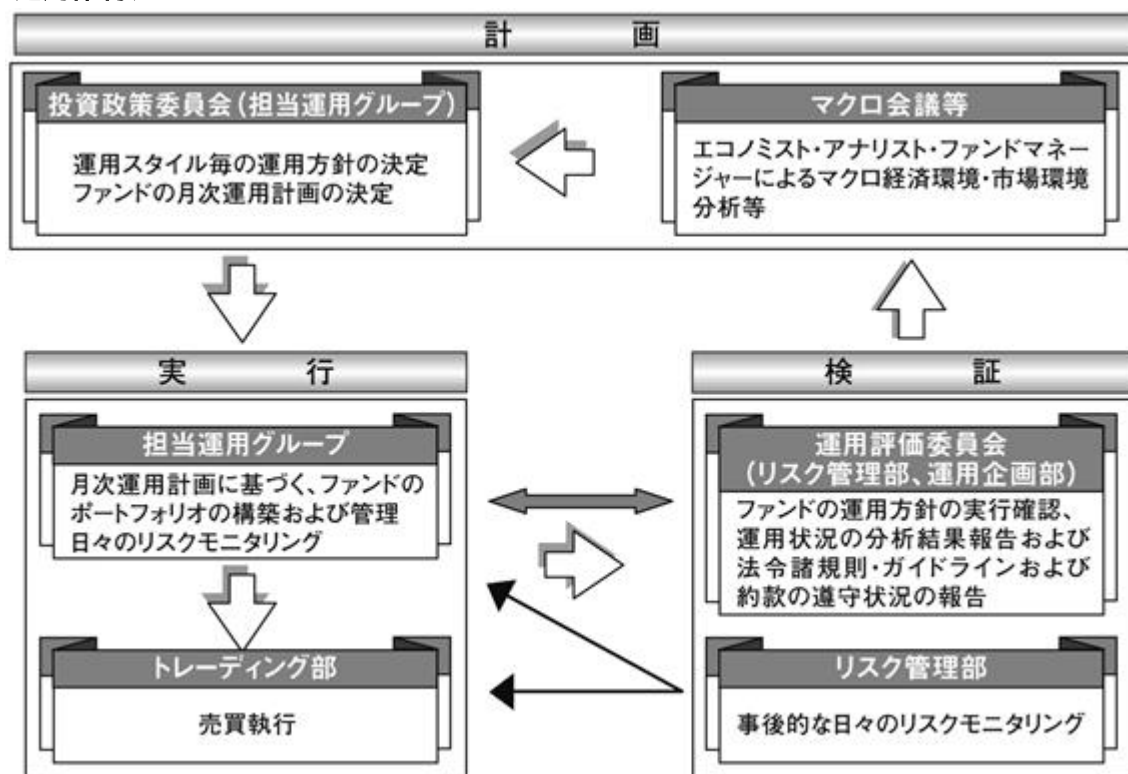 計 画
投資政策委員会(担当運用グループ)
運用スタイル毎の運用方針の決定
ファンドの月次運用計画の決定
マクロ会議等
エコノミスト・アナリスト・ファンドマネー
ジャーによるマクロ経済環境・市場環境
分析等
実 行
担当運用グループ
月次運用計画に基づく、ファンドの
ポートフォリオの構築および管理
日々のリスクモニタリング
トレーディング部
売買執行
検 証
運用評価委員会
(リスク管理部、運用企画部)
ファンドの運用方針の実行確認、
運用状況の分析結果報告および
法令諸規則・ガイドラインおよび
約款の遵守状況の報告
リスク管理部
事後的な日々のリスクモニタリング